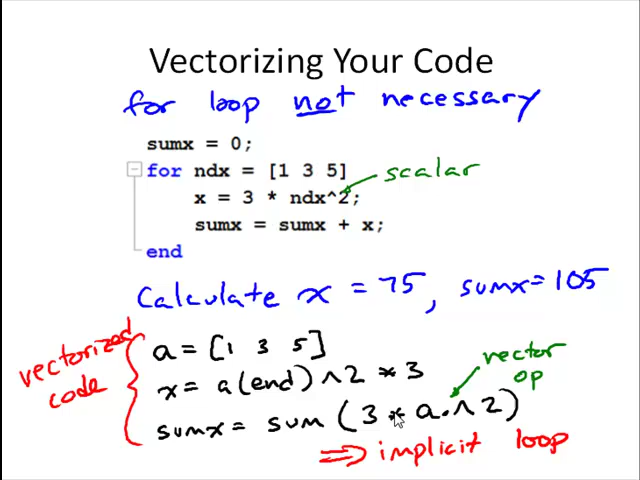 Vectorizing Your Code
for loop not necessary
sumx = 0;
for ndx = [1 3 5]
scalar
x = 3 * ndx^2;
sumx = sumx + x;
end
Calculate x = 75, sumx = 105
vectorized code
a = [1 3 5]
x = a(end) ^2 * 3
vector op
sumx = sum (3 * a.^2)
⇒ implicit loop